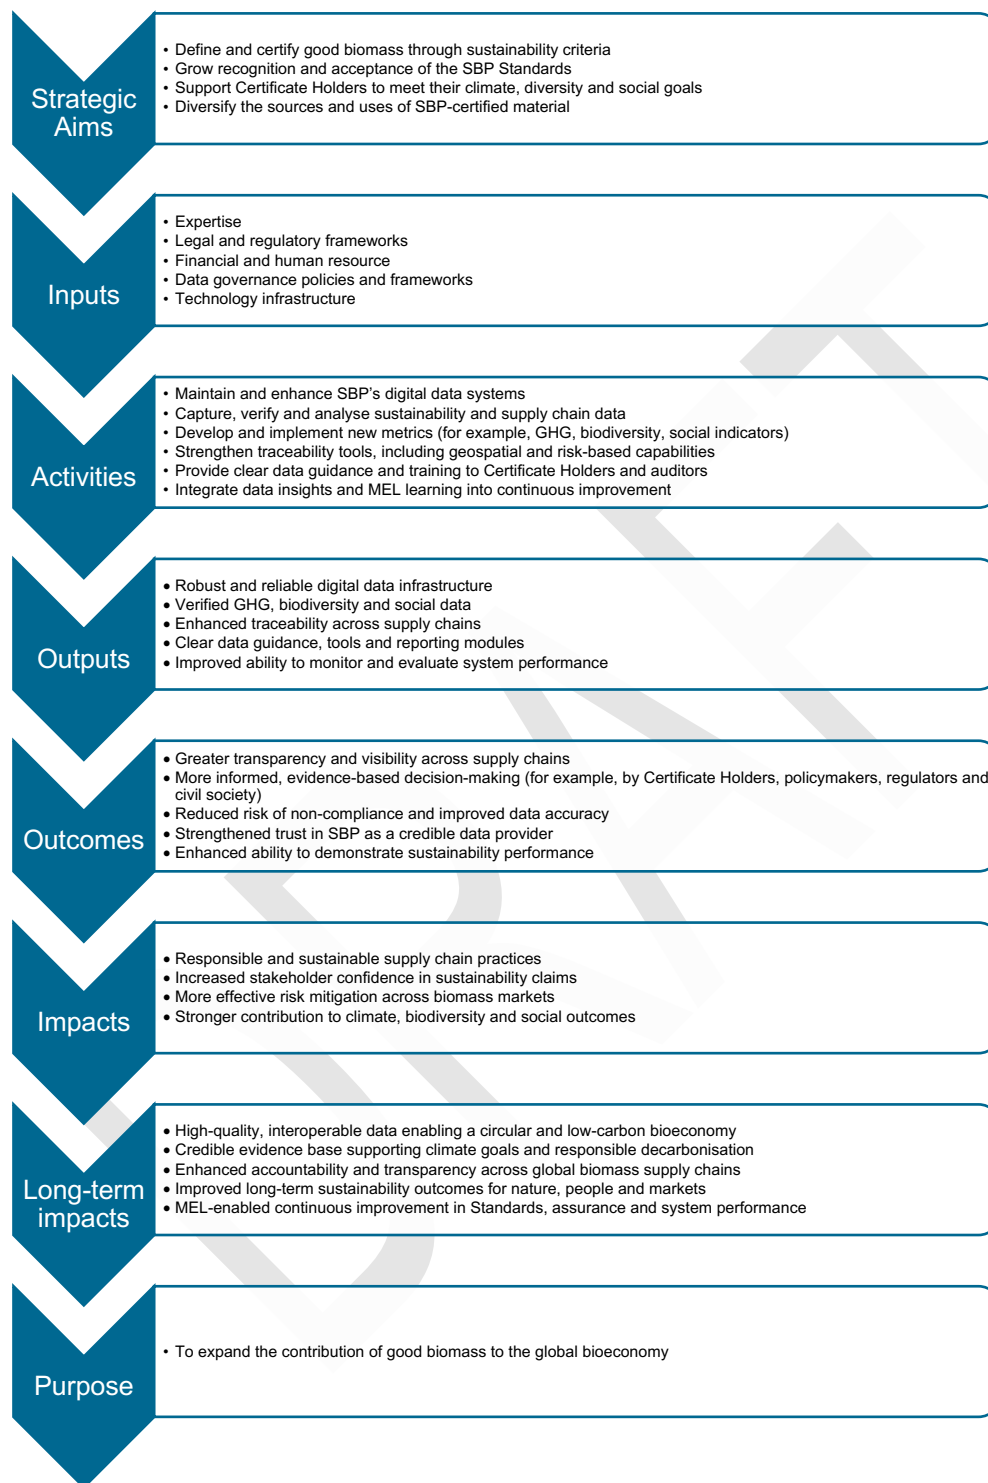 Strategic
Aims
• Define and certify good biomass through sustainability criteria
• Grow recognition and acceptance of the SBP Standards
• Support Certificate Holders to meet their climate, diversity and social goals
• Diversify the sources and uses of SBP-certified material
Inputs
• Expertise
• Legal and regulatory frameworks
• Financial and human resource
• Data governance policies and frameworks
• Technology infrastructure
Activities
• Maintain and enhance SBP's digital data systems
• Capture, verify and analyse sustainability and supply chain data
• Develop and implement new metrics (for example, GHG, biodiversity, social indicators)
• Strengthen traceability tools, including geospatial and risk-based capabilities
• Provide clear data guidance and training to Certificate Holders and auditors
• Integrate data insights and MEL learning into continuous improvement
Outputs
• Robust and reliable digital data infrastructure
• Verified GHG, biodiversity and social data
• Enhanced traceability across supply chains
• Clear data guidance, tools and reporting modules
• Improved ability to monitor and evaluate system performance
Outcomes
• Greater transparency and visibility across supply chains
• More informed, evidence-based decision-making (for example, by Certificate Holders, policymakers, regulators and
civil society)
• Reduced risk of non-compliance and improved data accuracy
• Strengthened trust in SBP as a credible data provider
• Enhanced ability to demonstrate sustainability performance
Impacts
• Responsible and sustainable supply chain practices
• Increased stakeholder confidence in sustainability claims
• More effective risk mitigation across biomass markets
• Stronger contribution to climate, biodiversity and social outcomes
Long-term
impacts
• High-quality, interoperable data enabling a circular and low-carbon bioeconomy
• Credible evidence base supporting climate goals and responsible decarbonisation
• Enhanced accountability and transparency across global biomass supply chains
• Improved long-term sustainability outcomes for nature, people and markets
• MEL-enabled continuous improvement in Standards, assurance and system performance
Purpose
• To expand the contribution of good biomass to the global bioeconomy
DRAFT